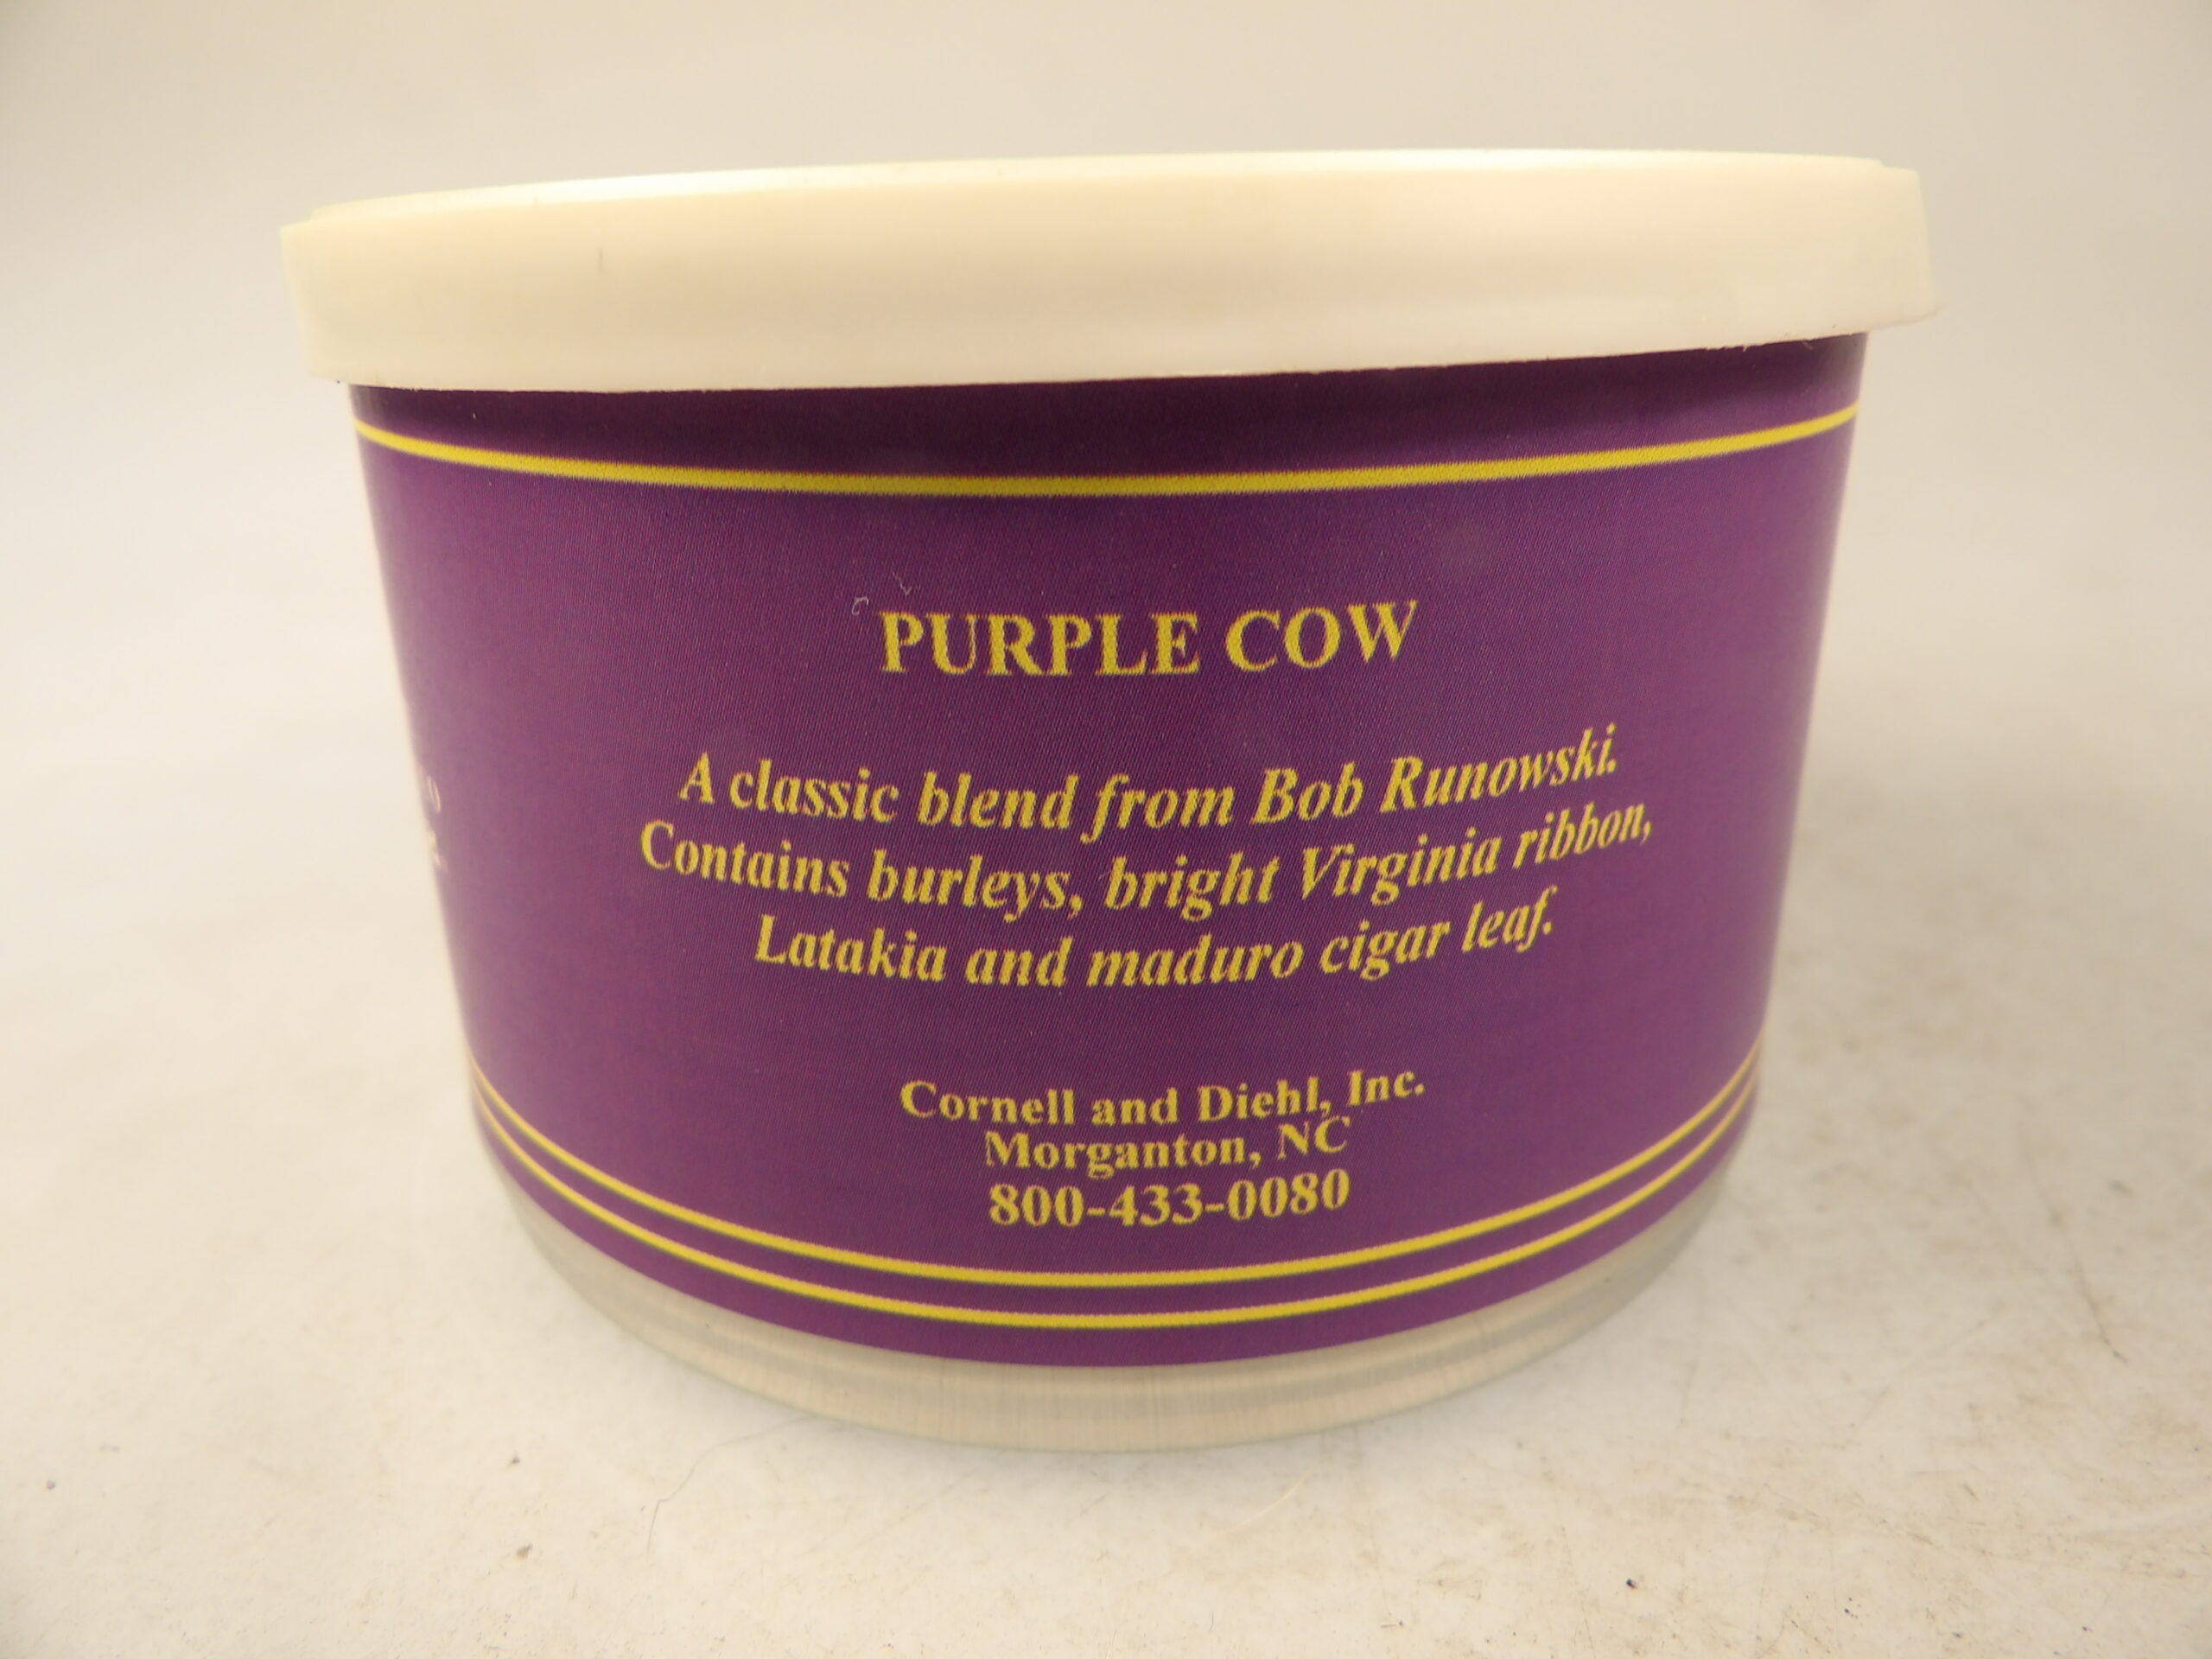 PURPLE COW
A classic blend from Bob Runowski.
Contains burleys, bright Virginia ribbon,
Latakia and maduro cigar leaf.
Cornell and Diehl, Inc.
Morganton, NC
800-433-0080